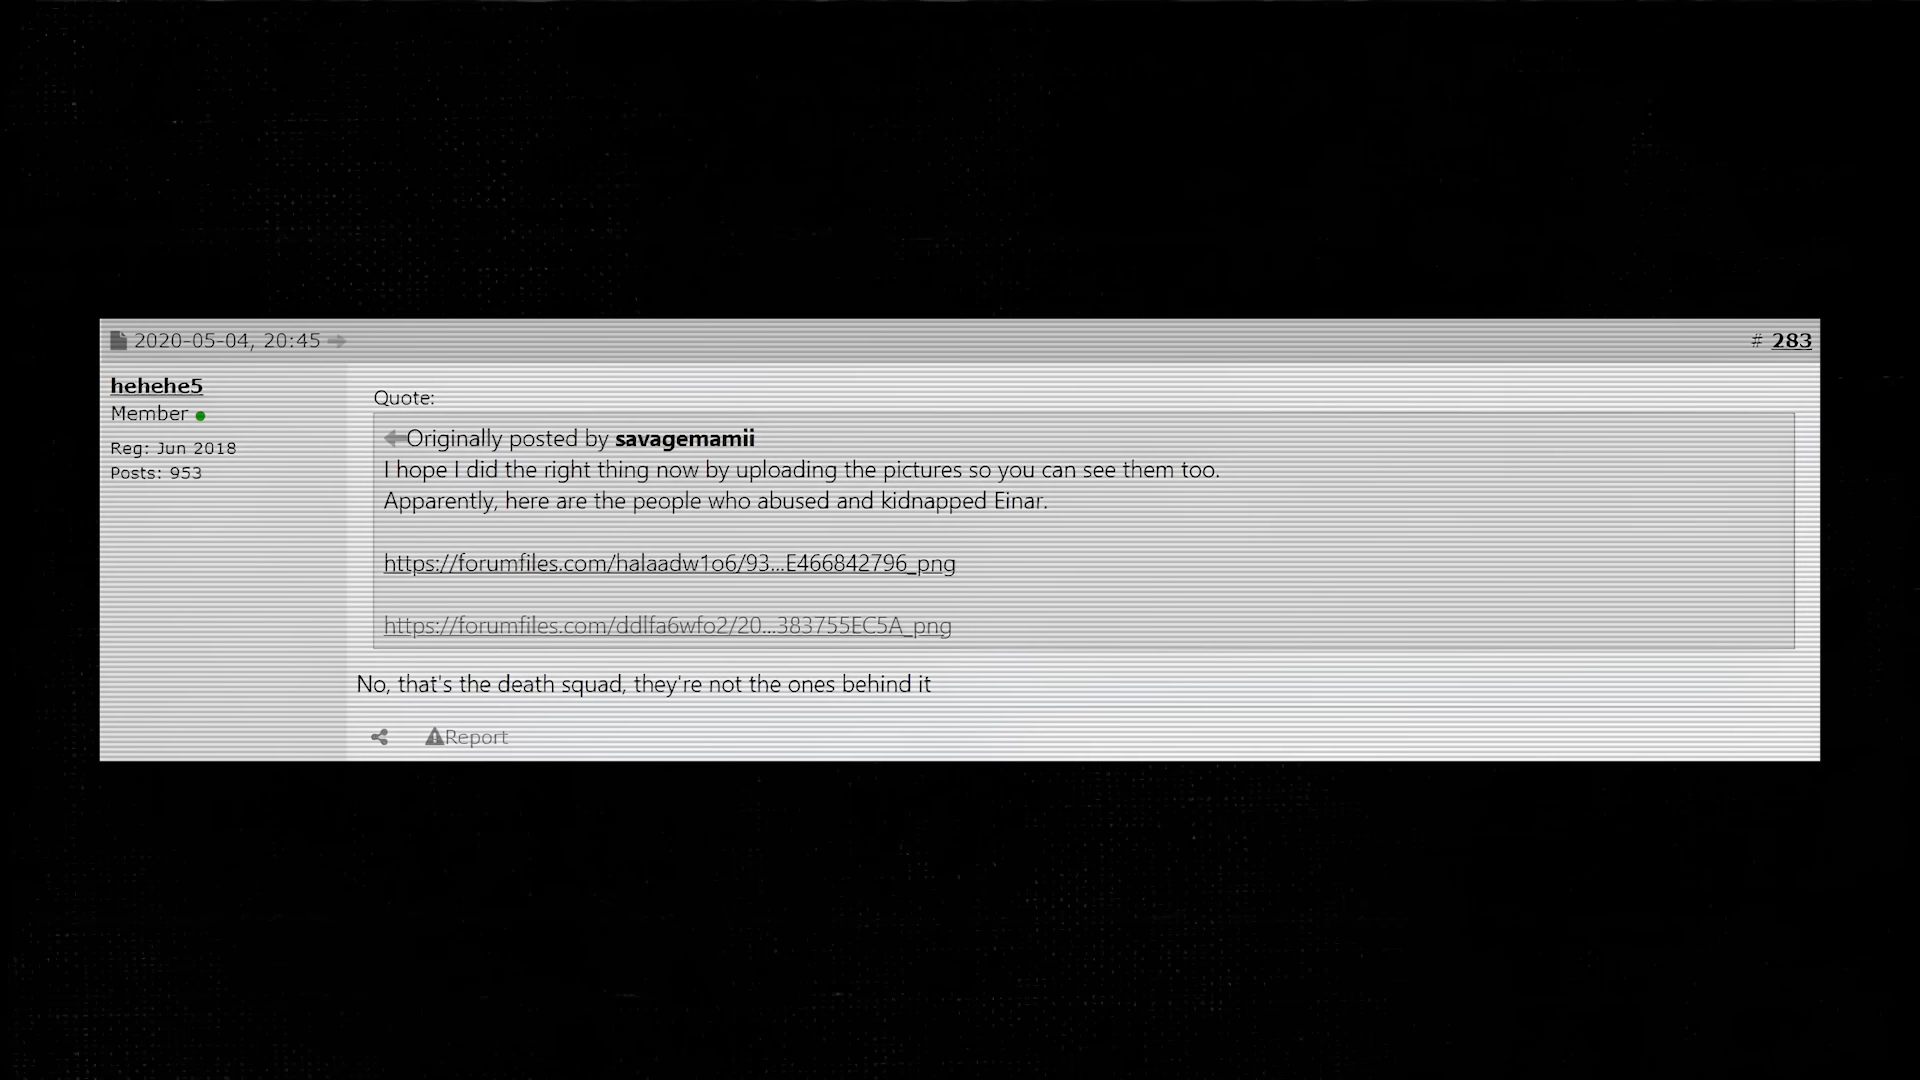 2020-05-04, 20:45
# 283
hehehe5
Member
Reg: Jun 2018
Posts: 953
Quote:
Originally posted by savagemamii
I hope I did the right thing now by uploading the pictures so you can see them too.
Apparently, here are the people who abused and kidnapped Einar.
https://forumfiles.com/halaadw1o6/93...E466842796_png
https://forumfiles.com/ddlfa6wfo2/20...383755EC5A_png
No, that's the death squad, they're not the ones behind it
Report